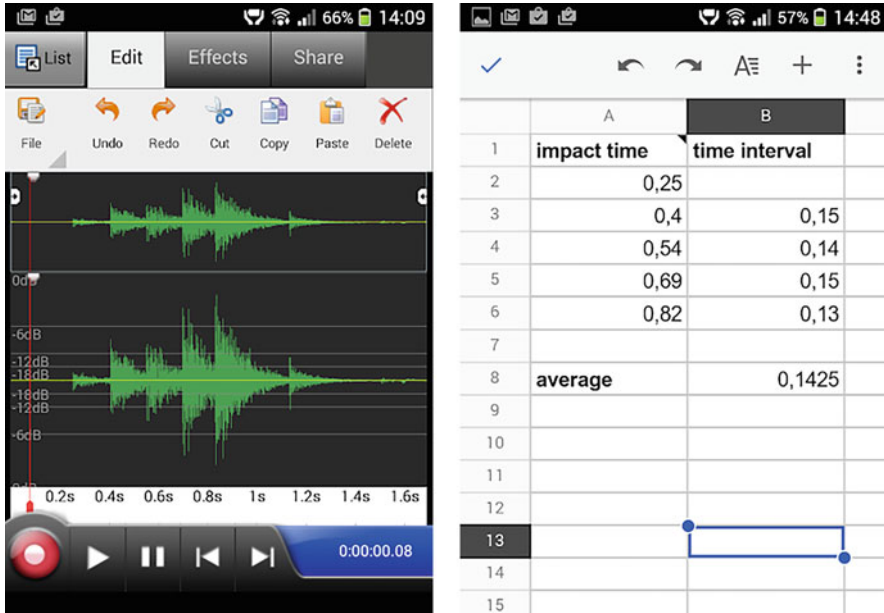 66% 14:09
List Edit Effects Share
File Undo Redo Cut Copy Paste Delete
0dB
-6dB
-12dB
-18dB
-18dB
-12dB
-6dB
0.2s 0.4s 0.6s 0.8s 1s 1.2s 1.4s 1.6s
0:00:00.08
57% 14:48
A B
1 impact time time interval
2 0,25
3 0,4 0,15
4 0,54 0,14
5 0,69 0,15
6 0,82 0,13
7
8 average 0,1425
9
10
11
12
13
14
15